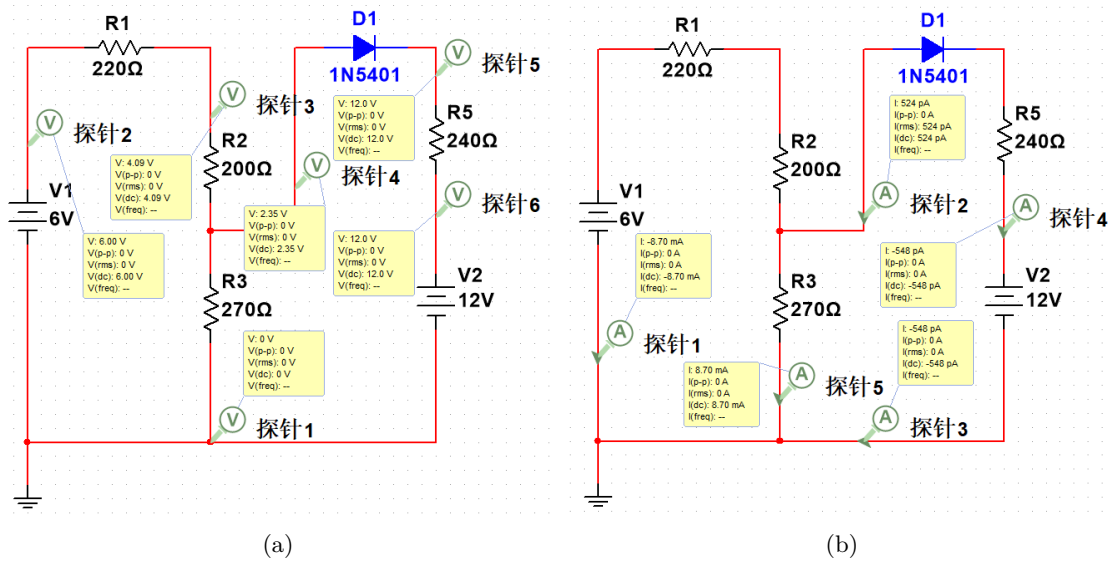 R1
220Ω
D1
1N5401
探针5
V: 12.0 V
V(p-p): 0 V
V(rms): 0 V
V(dc): 12.0 V
V(freq): --
探针3
探针2
V: 4.09 V
V(p-p): 0 V
V(rms): 0 V
V(dc): 4.09 V
V(freq): --
R2
200Ω
R5
240Ω
探针4
探针6
V1
6V
V: 6.00 V
V(p-p): 0 V
V(rms): 0 V
V(dc): 6.00 V
V(freq): --
V: 2.35 V
V(p-p): 0 V
V(rms): 0 V
V(dc): 2.35 V
V(freq): --
V: 12.0 V
V(p-p): 0 V
V(rms): 0 V
V(dc): 12.0 V
V(freq): --
R3
270Ω
V2
12V
V: 0 V
V(p-p): 0 V
V(rms): 0 V
V(dc): 0 V
V(freq): --
探针1
V
V
V
V
V
V
(a)
R1
220Ω
D1
1N5401
I: 524 pA
I(p-p): 0 A
I(rms): 524 pA
I(dc): 524 pA
I(freq): --
R2
200Ω
R5
240Ω
A
探针2
A
探针4
V1
6V
I: -8.70 mA
I(p-p): 0 A
I(rms): 0 A
I(dc): -8.70 mA
I(freq): --
I: -548 pA
I(p-p): 0 A
I(rms): 0 A
I(dc): -548 pA
I(freq): --
R3
270Ω
V2
12V
A
探针1
I: -548 pA
I(p-p): 0 A
I(rms): 0 A
I(dc): -548 pA
I(freq): --
I: 8.70 mA
I(p-p): 0 A
I(rms): 0 A
I(dc): 8.70 mA
I(freq): --
A
探针5
A
探针3
(b)